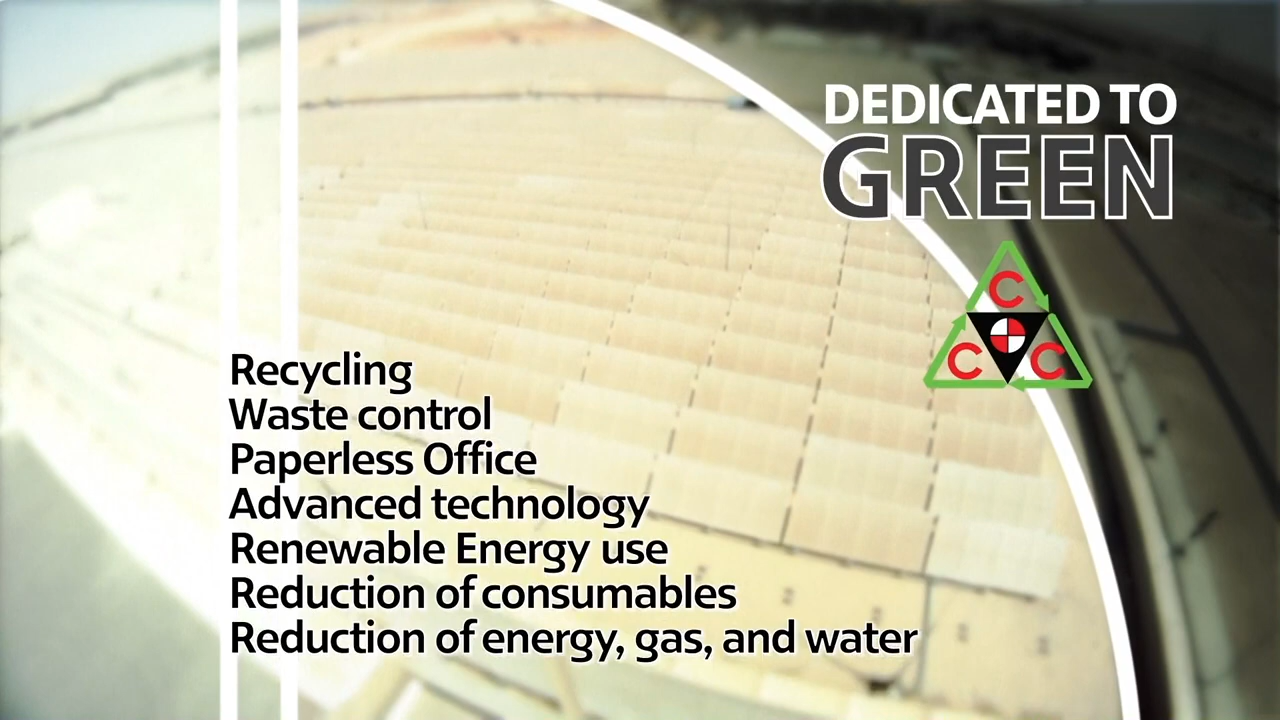 DEDICATED TO
GREEN
C
C C
Recycling
Waste control
Paperless Office
Advanced technology
Renewable Energy use
Reduction of consumables
Reduction of energy, gas, and water